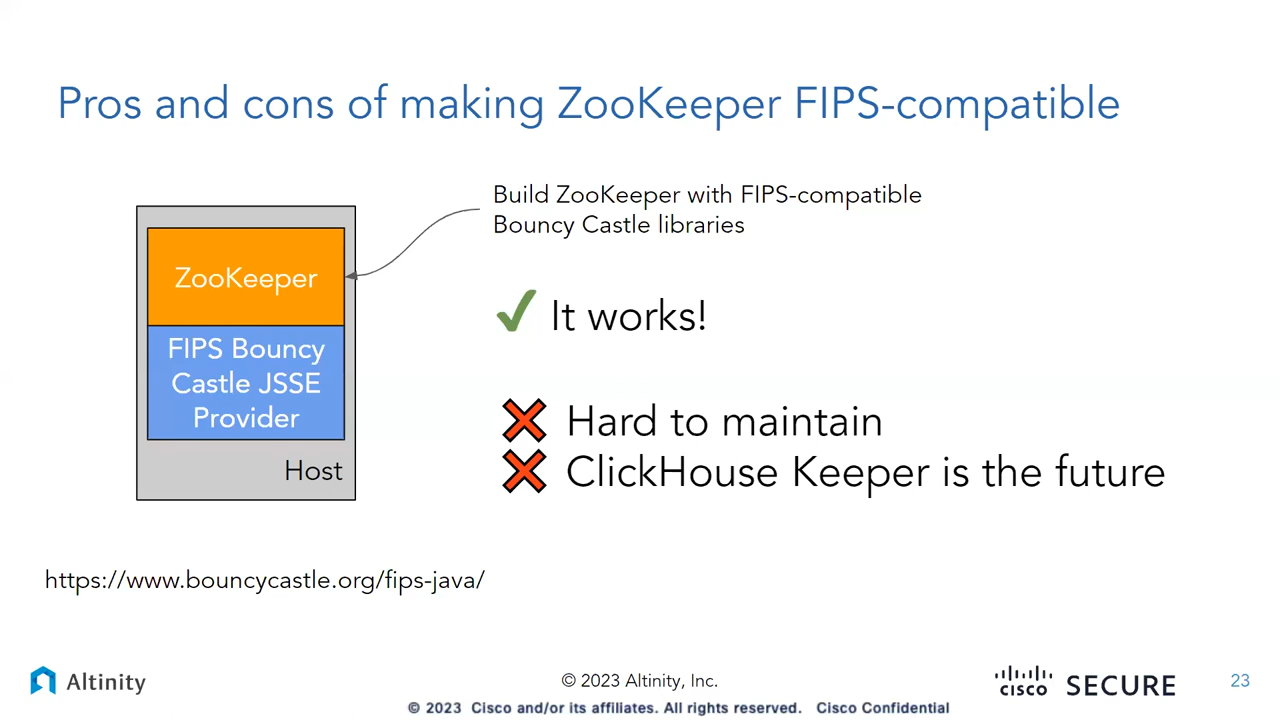 Pros and cons of making ZooKeeper FIPS-compatible
Build ZooKeeper with FIPS-compatible
Bouncy Castle libraries
ZooKeeper
FIPS Bouncy
Castle JSSE
Provider
Host
It works!
Hard to maintain
ClickHouse Keeper is the future
https://www.bouncycastle.org/fips-java/
Altinity
© 2023 Altinity, Inc.
cisco SECURE
23
© 2023 Cisco and/or its affiliates. All rights reserved. Cisco Confidential